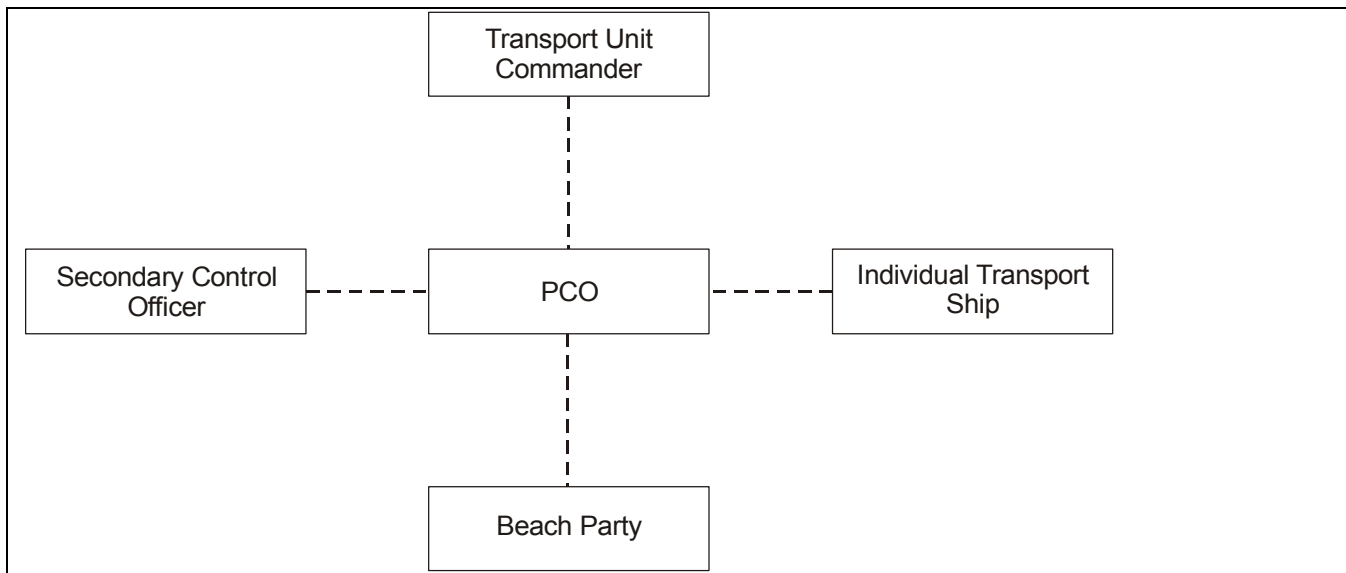 Transport Unit
Commander
Secondary Control
Officer
PCO
Individual Transport
Ship
Beach Party